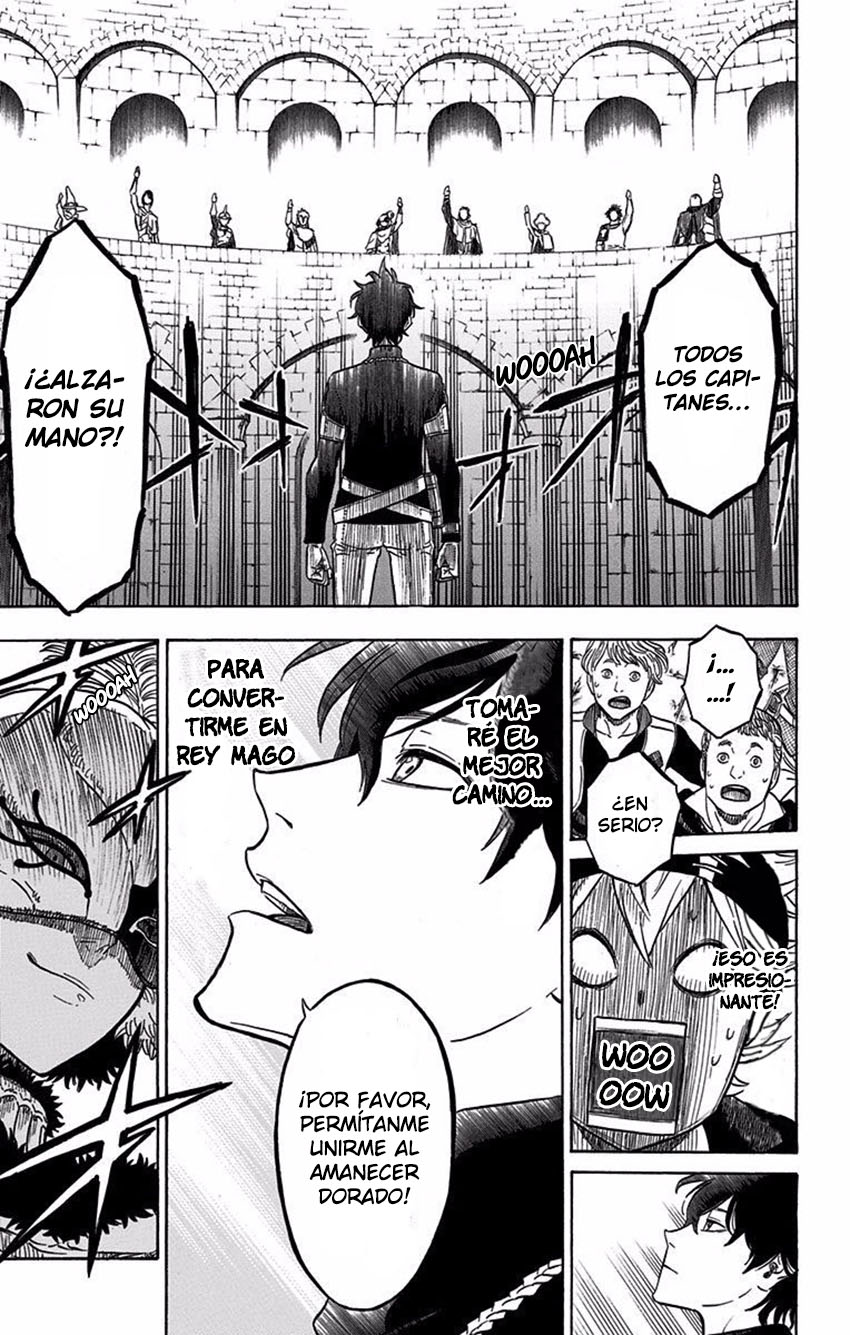 TODOS
LOS CAPI-
TANES...
WOOOAH
¡¿ALZA-
RON SU
MANO?!
¡...
...!
¿EN
SERIO?
¡ESO ES
IMPRESIO-
NANTE!
WOO
OOW
TOMA-
RÉ EL
MEJOR
CAMINO...
PARA
CONVER-
TIRME EN
REY MAGO
¡POR FAVOR,
PERMÍTANME
UNIRME AL
AMANECER
DORADO!
WOOOAH